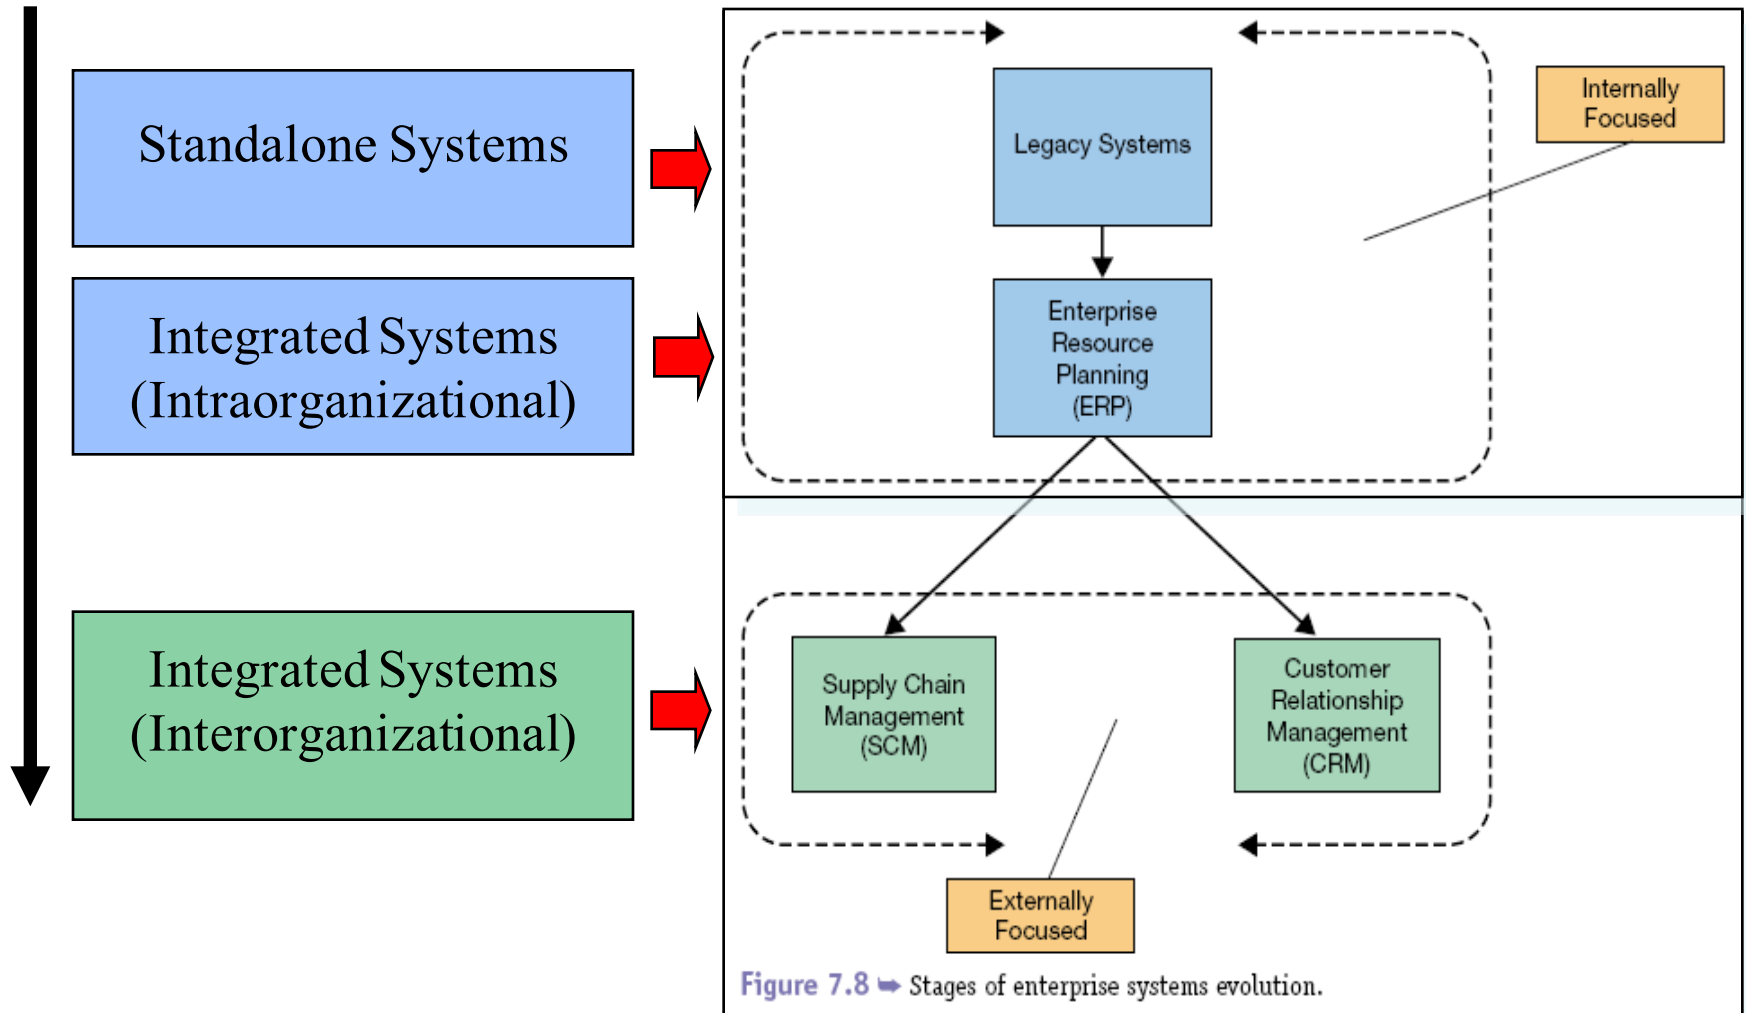 Standalone Systems
Integrated Systems
(Intraorganizational)
Integrated Systems
(Interorganizational)
Legacy Systems
Internally
Focused
Enterprise
Resource
Planning
(ERP)
Supply Chain
Management
(SCM)
Customer
Relationship
Management
(CRM)
Externally
Focused
Figure 7.8 ➥ Stages of enterprise systems evolution.